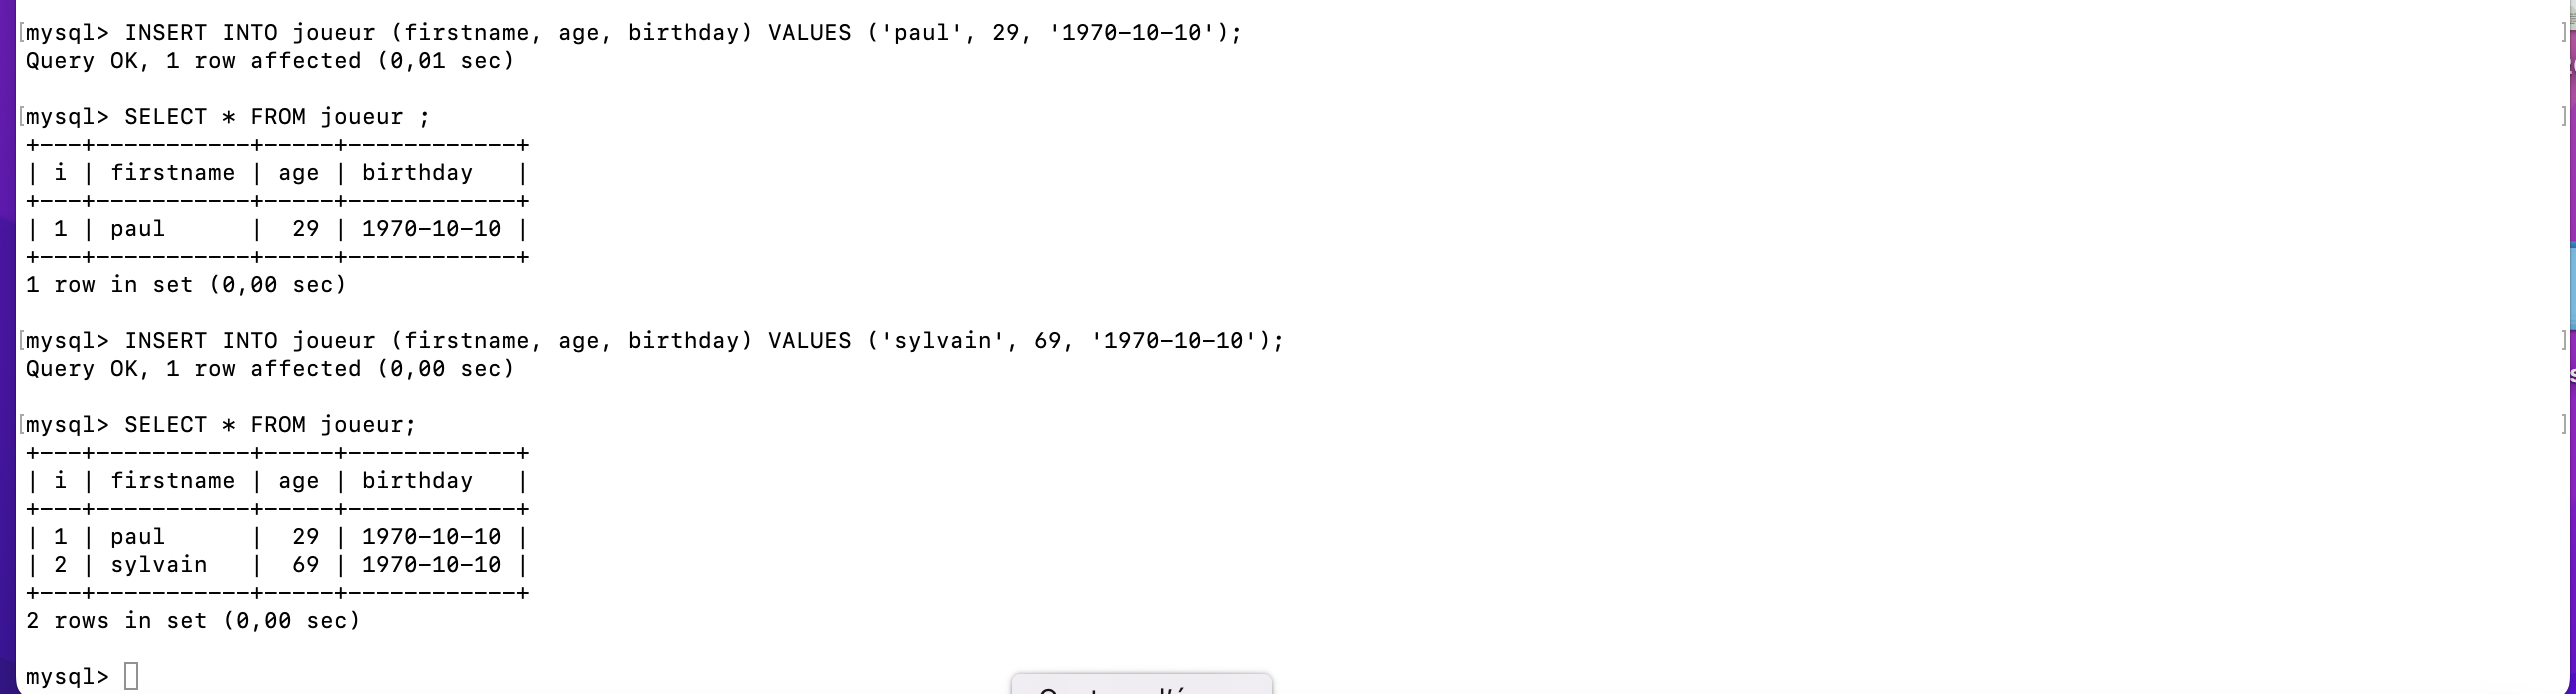 [mysql> INSERT INTO joueur (firstname, age, birthday) VALUES ('paul', 29, '1970-10-10'); ]
Query OK, 1 row affected (0,01 sec)
[mysql> SELECT * FROM joueur ; ]
+---+-----------+-----+------------+
| i | firstname | age | birthday   |
+---+-----------+-----+------------+
| 1 | paul      |  29 | 1970-10-10 |
+---+-----------+-----+------------+
1 row in set (0,00 sec)
[mysql> INSERT INTO joueur (firstname, age, birthday) VALUES ('sylvain', 69, '1970-10-10'); ]
Query OK, 1 row affected (0,00 sec)
[mysql> SELECT * FROM joueur; ]
+---+-----------+-----+------------+
| i | firstname | age | birthday   |
+---+-----------+-----+------------+
| 1 | paul      |  29 | 1970-10-10 |
| 2 | sylvain   |  69 | 1970-10-10 |
+---+-----------+-----+------------+
2 rows in set (0,00 sec)
mysql>